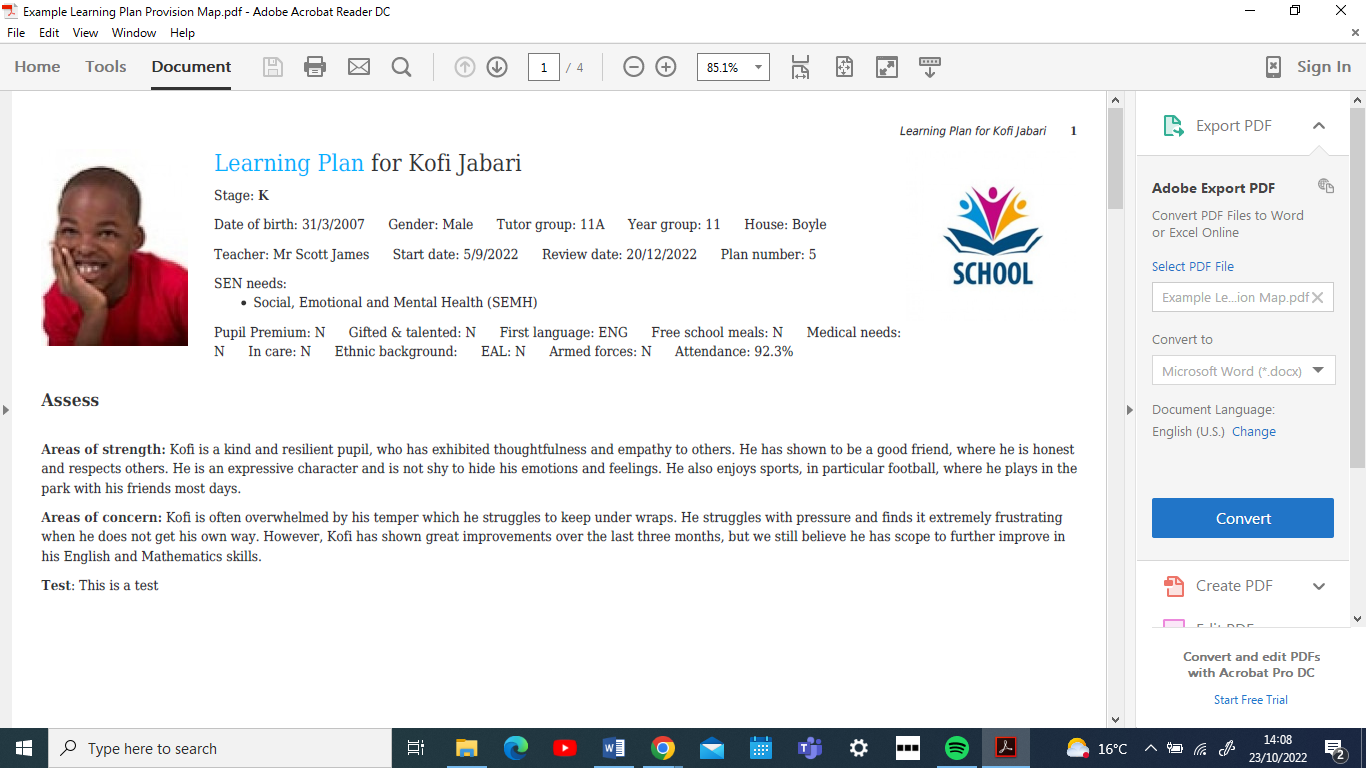 Example Learning Plan Provision Map.pdf - Adobe Acrobat Reader DC
File Edit View Window Help
Home Tools Document 1 / 4 85.1% Sign In
Learning Plan for Kofi Jabari 1
Learning Plan for Kofi Jabari
Stage: K
Date of birth: 31/3/2007 Gender: Male Tutor group: 11A Year group: 11 House: Boyle
Teacher: Mr Scott James Start date: 5/9/2022 Review date: 20/12/2022 Plan number: 5
SEN needs:
• Social, Emotional and Mental Health (SEMH)
Pupil Premium: N Gifted & talented: N First language: ENG Free school meals: N Medical needs:
N In care: N Ethnic background: EAL: N Armed forces: N Attendance: 92.3%
SCHOOL
Assess
Areas of strength: Kofi is a kind and resilient pupil, who has exhibited thoughtfulness and empathy to others. He has shown to be a good friend, where he is honest
and respects others. He is an expressive character and is not shy to hide his emotions and feelings. He also enjoys sports, in particular football, where he plays in the
park with his friends most days.
Areas of concern: Kofi is often overwhelmed by his temper which he struggles to keep under wraps. He struggles with pressure and finds it extremely frustrating
when he does not get his own way. However, Kofi has shown great improvements over the last three months, but we still believe he has scope to further improve in
his English and Mathematics skills.
Test: This is a test
Export PDF
Adobe Export PDF
Convert PDF Files to Word
or Excel Online
Select PDF File
Example Le...ion Map.pdf
Convert to
Microsoft Word (*.docx)
Document Language:
English (U.S.) Change
Convert
Create PDF
Edit PDF
Convert and edit PDFs
with Acrobat Pro DC
Start Free Trial
Type here to search
16°C
14:08
23/10/2022
2